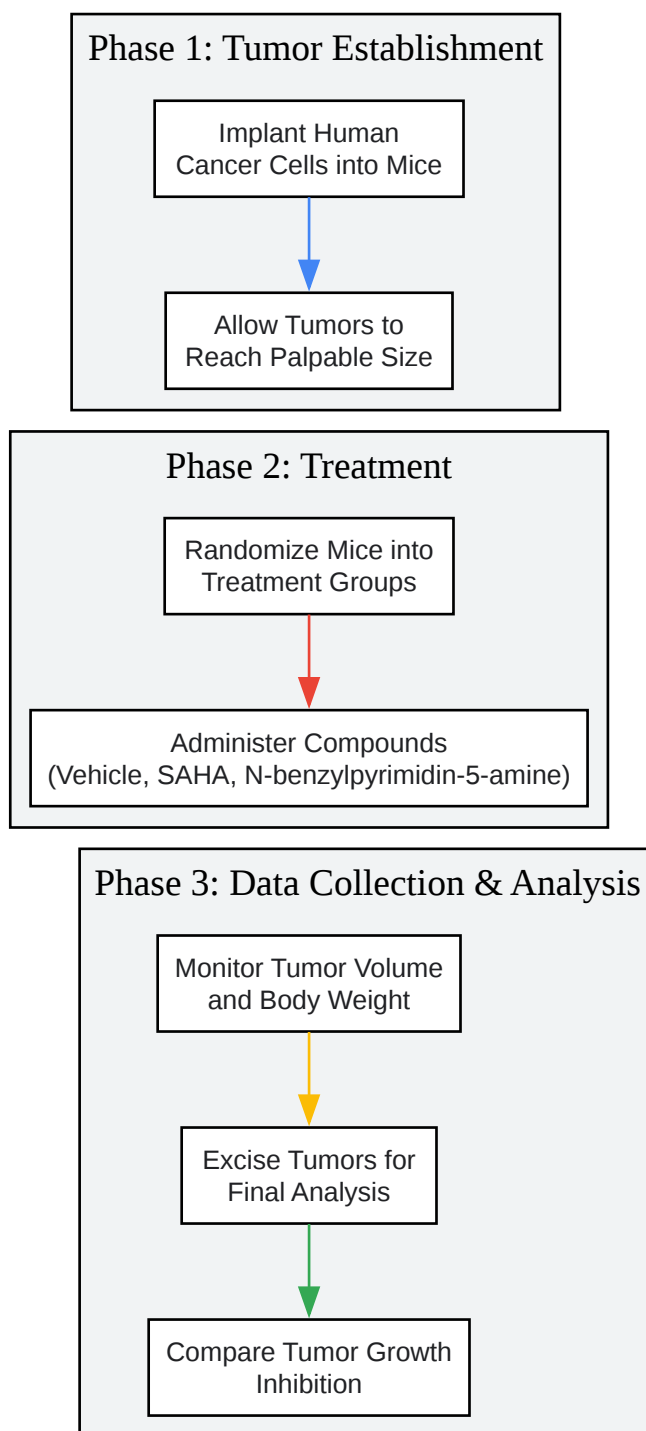 Phase 1: Tumor Establishment
Implant Human
Cancer Cells into Mice
Allow Tumors to
Reach Palpable Size
Phase 2: Treatment
Randomize Mice into
Treatment Groups
Administer Compounds
(Vehicle, SAHA, N-benzylpyrimidin-5-amine)
Phase 3: Data Collection & Analysis
Monitor Tumor Volume
and Body Weight
Excise Tumors for
Final Analysis
Compare Tumor Growth
Inhibition